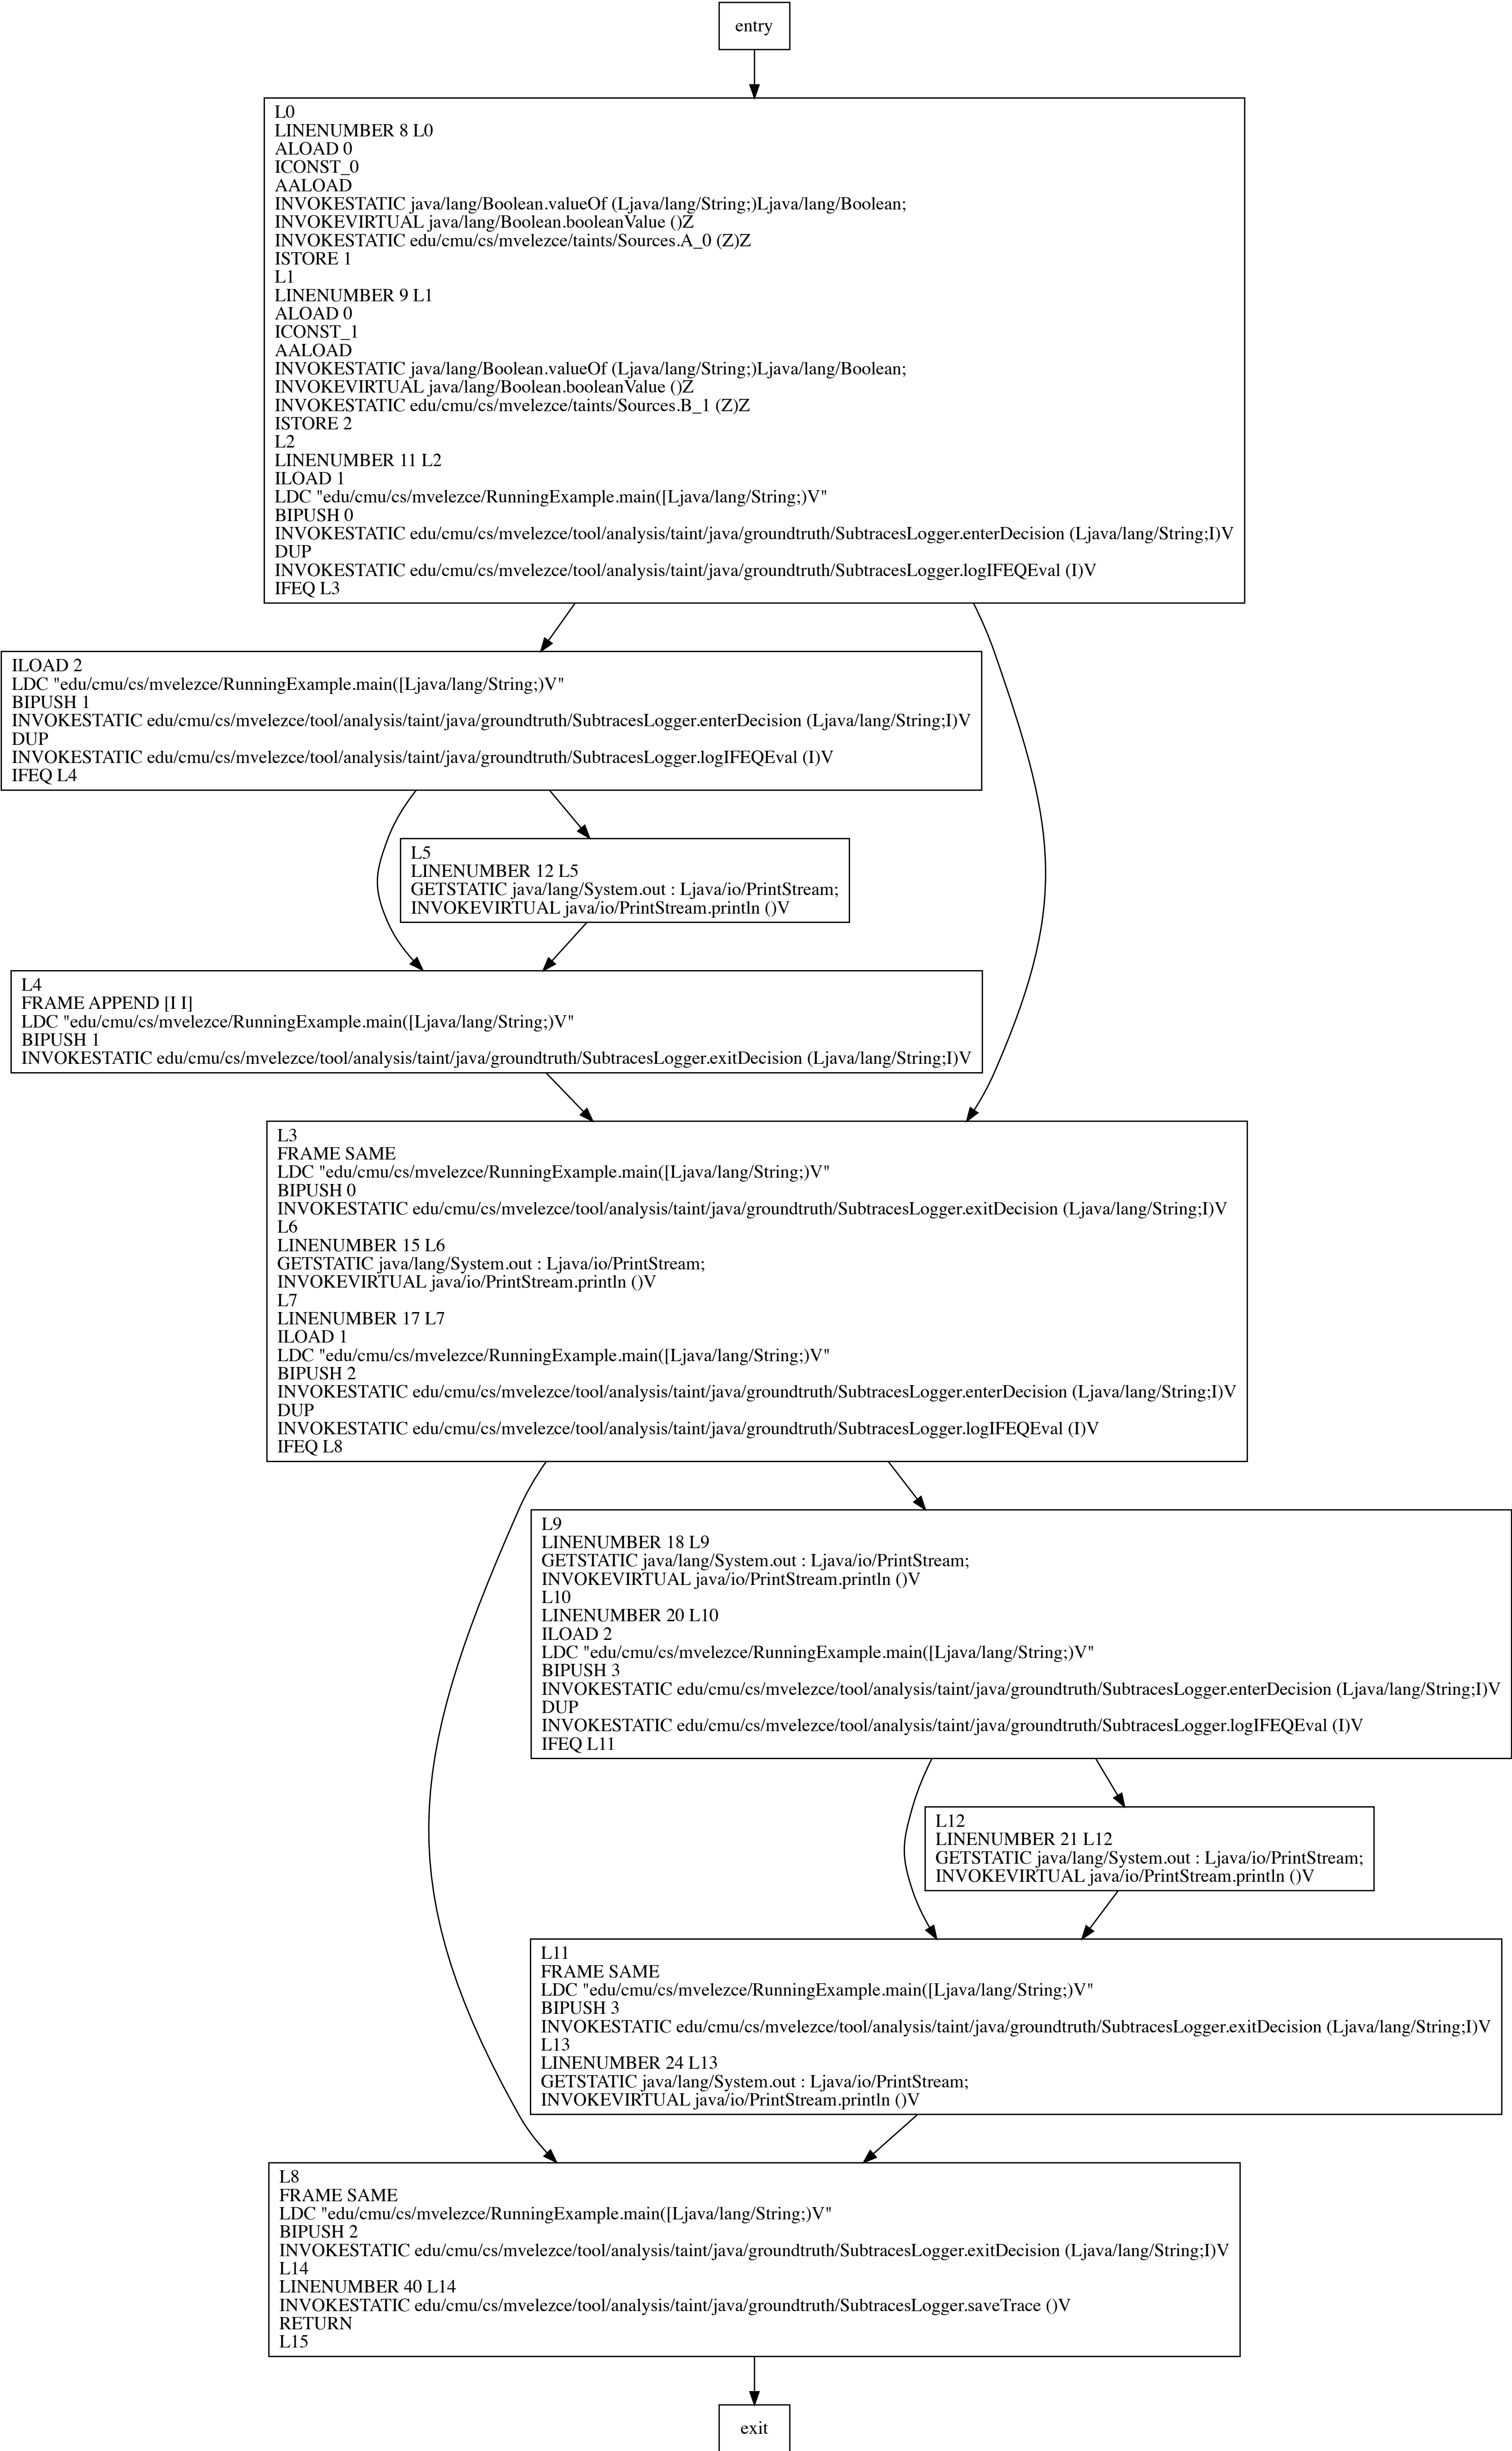 entry
L0
LINENUMBER 8 L0
ALOAD 0
ICONST_0
AALOAD
INVOKESTATIC java/lang/Boolean.valueOf (Ljava/lang/String;)Ljava/lang/Boolean;
INVOKEVIRTUAL java/lang/Boolean.booleanValue ()Z
INVOKESTATIC edu/cmu/cs/mvelezce/taints/Sources.A_0 (Z)Z
ISTORE 1
L1
LINENUMBER 9 L1
ALOAD 0
ICONST_1
AALOAD
INVOKESTATIC java/lang/Boolean.valueOf (Ljava/lang/String;)Ljava/lang/Boolean;
INVOKEVIRTUAL java/lang/Boolean.booleanValue ()Z
INVOKESTATIC edu/cmu/cs/mvelezce/taints/Sources.B_1 (Z)Z
ISTORE 2
L2
LINENUMBER 11 L2
ILOAD 1
LDC "edu/cmu/cs/mvelezce/RunningExample.main([Ljava/lang/String;)V"
BIPUSH 0
INVOKESTATIC edu/cmu/cs/mvelezce/tool/analysis/taint/java/groundtruth/SubtracesLogger.enterDecision (Ljava/lang/String;I)V
DUP
INVOKESTATIC edu/cmu/cs/mvelezce/tool/analysis/taint/java/groundtruth/SubtracesLogger.logIFEQEval (I)V
IFEQ L3
ILOAD 2
LDC "edu/cmu/cs/mvelezce/RunningExample.main([Ljava/lang/String;)V"
BIPUSH 1
INVOKESTATIC edu/cmu/cs/mvelezce/tool/analysis/taint/java/groundtruth/SubtracesLogger.enterDecision (Ljava/lang/String;I)V
DUP
INVOKESTATIC edu/cmu/cs/mvelezce/tool/analysis/taint/java/groundtruth/SubtracesLogger.logIFEQEval (I)V
IFEQ L4
L5
LINENUMBER 12 L5
GETSTATIC java/lang/System.out : Ljava/io/PrintStream;
INVOKEVIRTUAL java/io/PrintStream.println ()V
L4
FRAME APPEND [I I]
LDC "edu/cmu/cs/mvelezce/RunningExample.main([Ljava/lang/String;)V"
BIPUSH 1
INVOKESTATIC edu/cmu/cs/mvelezce/tool/analysis/taint/java/groundtruth/SubtracesLogger.exitDecision (Ljava/lang/String;I)V
L3
FRAME SAME
LDC "edu/cmu/cs/mvelezce/RunningExample.main([Ljava/lang/String;)V"
BIPUSH 0
INVOKESTATIC edu/cmu/cs/mvelezce/tool/analysis/taint/java/groundtruth/SubtracesLogger.exitDecision (Ljava/lang/String;I)V
L6
LINENUMBER 15 L6
GETSTATIC java/lang/System.out : Ljava/io/PrintStream;
INVOKEVIRTUAL java/io/PrintStream.println ()V
L7
LINENUMBER 17 L7
ILOAD 1
LDC "edu/cmu/cs/mvelezce/RunningExample.main([Ljava/lang/String;)V"
BIPUSH 2
INVOKESTATIC edu/cmu/cs/mvelezce/tool/analysis/taint/java/groundtruth/SubtracesLogger.enterDecision (Ljava/lang/String;I)V
DUP
INVOKESTATIC edu/cmu/cs/mvelezce/tool/analysis/taint/java/groundtruth/SubtracesLogger.logIFEQEval (I)V
IFEQ L8
L9
LINENUMBER 18 L9
GETSTATIC java/lang/System.out : Ljava/io/PrintStream;
INVOKEVIRTUAL java/io/PrintStream.println ()V
L10
LINENUMBER 20 L10
ILOAD 2
LDC "edu/cmu/cs/mvelezce/RunningExample.main([Ljava/lang/String;)V"
BIPUSH 3
INVOKESTATIC edu/cmu/cs/mvelezce/tool/analysis/taint/java/groundtruth/SubtracesLogger.enterDecision (Ljava/lang/String;I)V
DUP
INVOKESTATIC edu/cmu/cs/mvelezce/tool/analysis/taint/java/groundtruth/SubtracesLogger.logIFEQEval (I)V
IFEQ L11
L12
LINENUMBER 21 L12
GETSTATIC java/lang/System.out : Ljava/io/PrintStream;
INVOKEVIRTUAL java/io/PrintStream.println ()V
L11
FRAME SAME
LDC "edu/cmu/cs/mvelezce/RunningExample.main([Ljava/lang/String;)V"
BIPUSH 3
INVOKESTATIC edu/cmu/cs/mvelezce/tool/analysis/taint/java/groundtruth/SubtracesLogger.exitDecision (Ljava/lang/String;I)V
L13
LINENUMBER 24 L13
GETSTATIC java/lang/System.out : Ljava/io/PrintStream;
INVOKEVIRTUAL java/io/PrintStream.println ()V
L8
FRAME SAME
LDC "edu/cmu/cs/mvelezce/RunningExample.main([Ljava/lang/String;)V"
BIPUSH 2
INVOKESTATIC edu/cmu/cs/mvelezce/tool/analysis/taint/java/groundtruth/SubtracesLogger.exitDecision (Ljava/lang/String;I)V
L14
LINENUMBER 40 L14
INVOKESTATIC edu/cmu/cs/mvelezce/tool/analysis/taint/java/groundtruth/SubtracesLogger.saveTrace ()V
RETURN
L15
exit